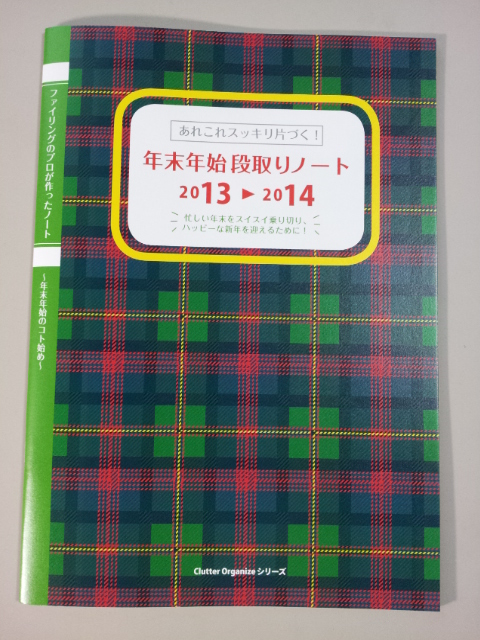 あれこれスッキリ片づく！
年末年始段取りノート
2013 ▶ 2014
忙しい年末をスイスイ乗り切り、
ハッピーな新年を迎えるために！
ファイリングのプロが作ったノート
～年末年始のコト始め～
Clutter Organize シリーズ